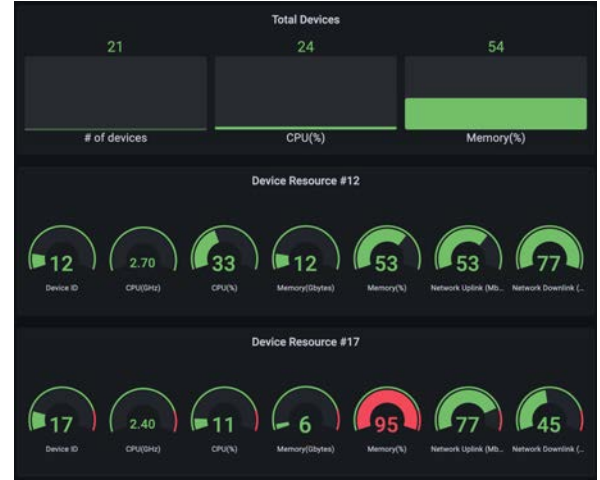 Total Devices
21 24 54
# of devices CPU(%) Memory(%)
Device Resource #12
12 2.70 33 12 53 53 77
Device ID CPU(GHz) CPU(%) Memory(Gbytes) Memory(%) Network Uplink (Mb... Network Downlink (...
Device Resource #17
17 2.40 11 6 95 77 45
Device ID CPU(GHz) CPU(%) Memory(Gbytes) Memory(%) Network Uplink (Mb... Network Downlink (...